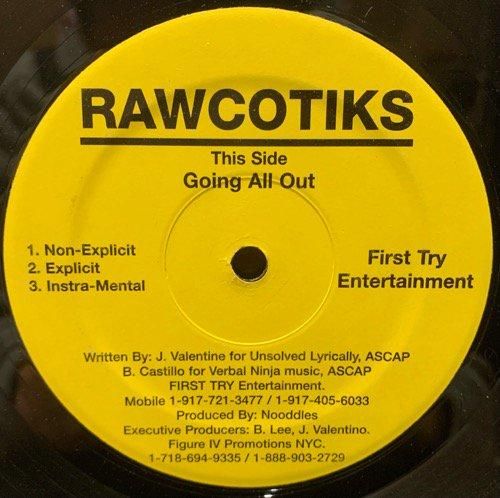 RAWCOTIKS
This Side
Going All Out
1. Non-Explicit
2. Explicit
3. Instra-Mental
First Try
Entertainment
Written By: J. Valentine for Unsolved Lyrically, ASCAP
B. Castillo for Verbal Ninja music, ASCAP
FIRST TRY Entertainment.
Mobile 1-917-721-3477 / 1-917-405-6033
Produced By: Nooddles
Executive Producers: B. Lee, J. Valentino.
Figure IV Promotions NYC.
1-718-694-9335 / 1-888-903-2729